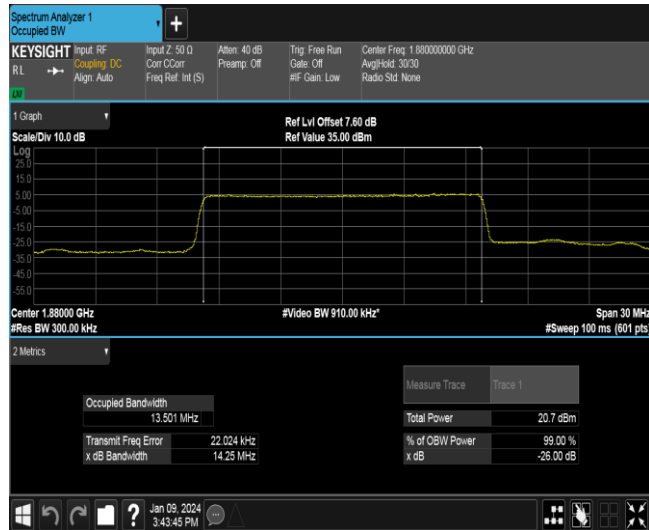 Spectrum Analyzer 1
Occupied BW
+
KEYSIGHT
RL
LXI
Input: RF
Coupling: DC
Align: Auto
Input Z: 50 Ω
Corr CCorr
Freq Ref: Int (S)
Atten: 40 dB
Preamp: Off
Trig: Free Run
Gate: Off
#IF Gain: Low
Center Freq: 1.880000000 GHz
Avg|Hold: 30/30
Radio Std: None
1 Graph
Scale/Div 10.0 dB
Ref Lvl Offset 7.60 dB
Ref Value 35.00 dBm
Log
25.0
15.0
5.00
-5.00
-15.0
-25.0
-35.0
-45.0
-55.0
Center 1.88000 GHz
#Video BW 910.00 kHz*
Span 30 MHz
#Res BW 300.00 kHz
#Sweep 100 ms (601 pts)
2 Metrics
Measure Trace Trace 1
Occupied Bandwidth
13.501 MHz
Total Power 20.7 dBm
Transmit Freq Error 22.024 kHz
% of OBW Power 99.00 %
x dB Bandwidth 14.25 MHz
x dB -26.00 dB
?
Jan 09, 2024
3:43:45 PM